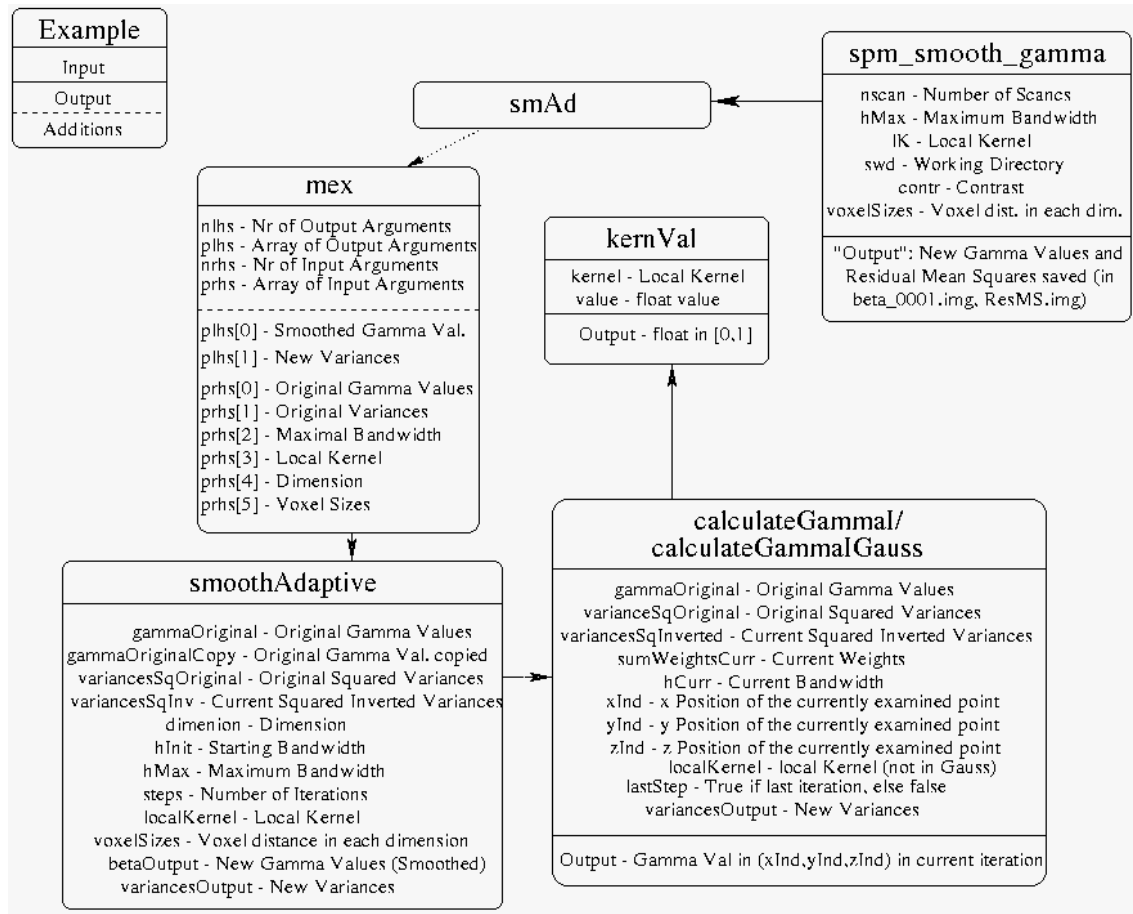 Example
Input
Output
Additions
smAd
spm_smooth_gamma
nscan - Number of Scancs
hMax - Maximum Bandwidth
lK - Local Kernel
swd - Working Directory
contr - Contrast
voxelSizes - Voxel dist. in each dim.
"Output": New Gamma Values and
Residual Mean Squares saved (in
beta_0001.img, ResMS.img)
mex
nlhs - Nr of Output Arguments
plhs - Array of Output Arguments
nrhs - Nr of Input Arguments
prhs - Array of Input Arguments
plhs[0] - Smoothed Gamma Val.
plhs[1] - New Variances
prhs[0] - Original Gamma Values
prhs[1] - Original Variances
prhs[2] - Maximal Bandwidth
prhs[3] - Local Kernel
prhs[4] - Dimension
prhs[5] - Voxel Sizes
kernVal
kernel - Local Kernel
value - float value
Output - float in [0,1]
smoothAdaptive
gammaOriginal - Original Gamma Values
gammaOriginalCopy - Original Gamma Val. copied
variancesSqOriginal - Original Squared Variances
variancesSqInv - Current Squared Inverted Variances
dimenion - Dimension
hInit - Starting Bandwidth
hMax - Maximum Bandwidth
steps - Number of Iterations
localKernel - Local Kernel
voxelSizes - Voxel distance in each dimension
betaOutput - New Gamma Values (Smoothed)
variancesOutput - New Variances
calculateGammaI/
calculateGammaIGauss
gammaOriginal - Original Gamma Values
varianceSqOriginal - Original Squared Variances
variancesSqInverted - Current Squared Inverted Variances
sumWeightsCurr - Current Weights
hCurr - Current Bandwidth
xInd - x Position of the currently examined point
yInd - y Position of the currently examined point
zInd - z Position of the currently examined point
localKernel - local Kernel (not in Gauss)
lastStep - True if last iteration, else false
variancesOutput - New Variances
Output - Gamma Val in (xInd,yInd,zInd) in current iteration